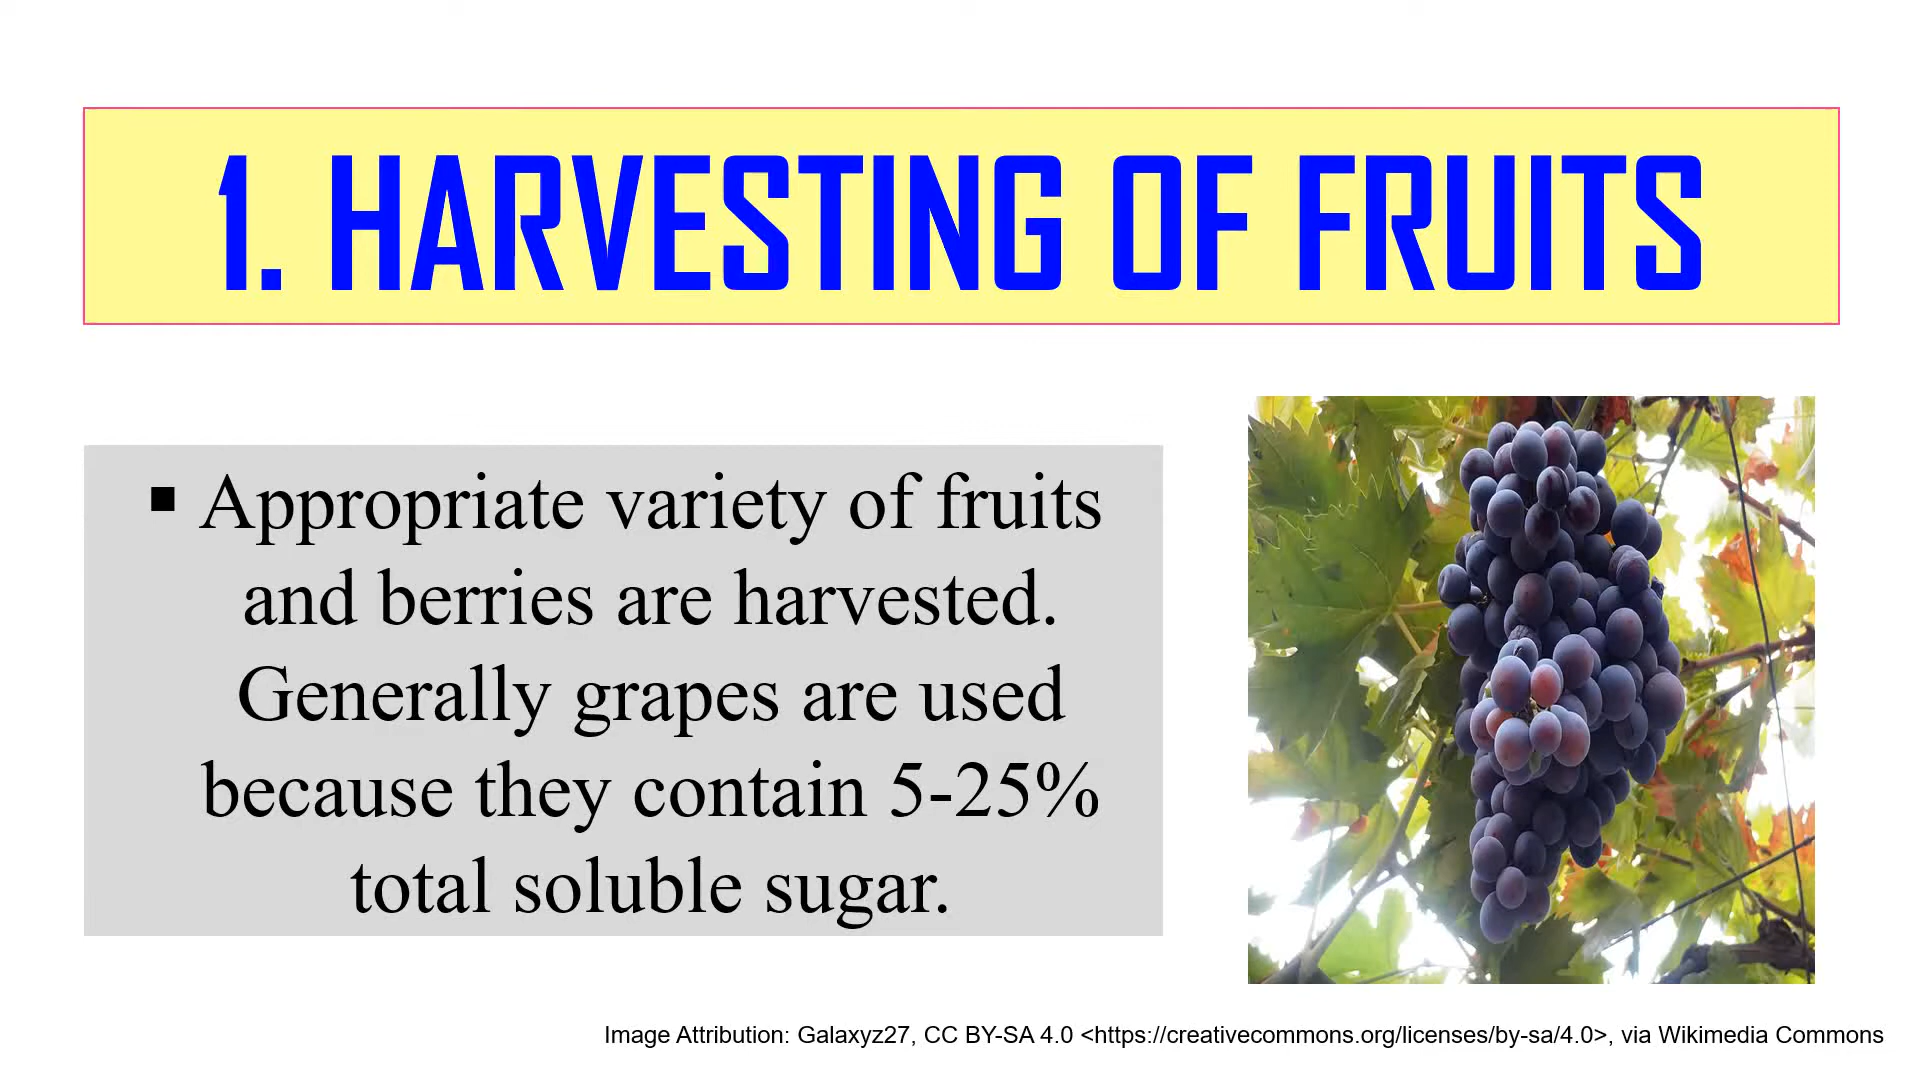 1. HARVESTING OF FRUITS
▪ Appropriate variety of fruits
and berries are harvested.
Generally grapes are used
because they contain 5-25%
total soluble sugar.
Image Attribution: Galaxyz27, CC BY-SA 4.0 <https://creativecommons.org/licenses/by-sa/4.0>, via Wikimedia Commons